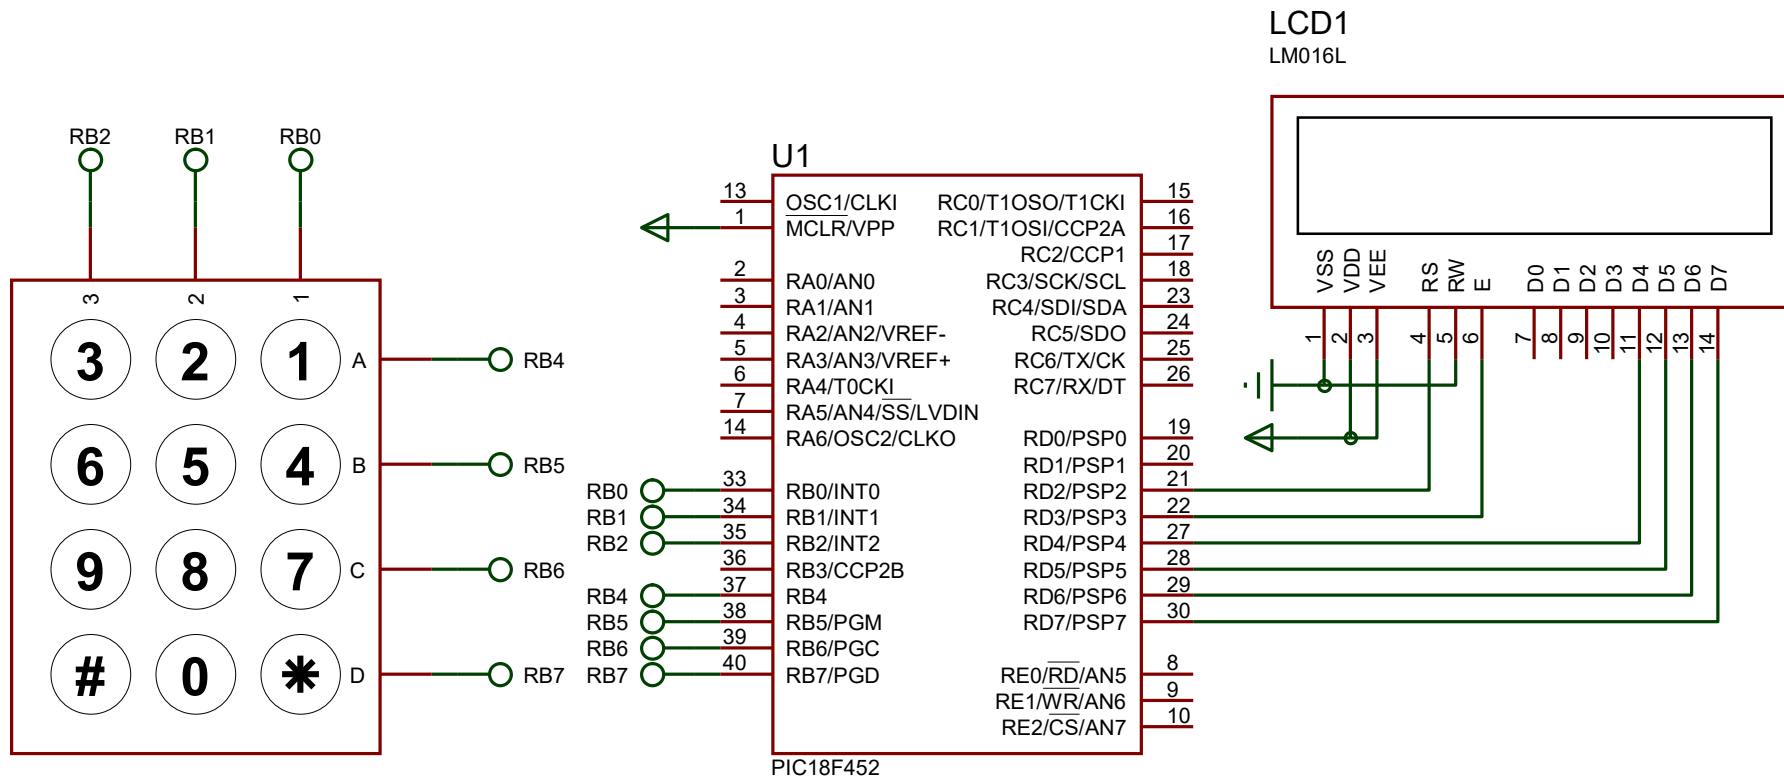 LCD1
LM016L
VSS
VDD
VEE
RS
RW
E
D0
D1
D2
D3
D4
D5
D6
D7
1
2
3
4
5
6
7
8
9
10
11
12
13
14
RB2 RB1 RB0
3 2 1
3 2 1 A RB4
6 5 4 B RB5
9 8 7 C RB6
# 0 * D RB7
U1
13 OSC1/CLKI
1 MCLR/VPP
2 RA0/AN0
3 RA1/AN1
4 RA2/AN2/VREF-
5 RA3/AN3/VREF+
6 RA4/T0CKI
7 RA5/AN4/SS/LVDIN
14 RA6/OSC2/CLKO
RB0 33 RB0/INT0
RB1 34 RB1/INT1
RB2 35 RB2/INT2
36 RB3/CCP2B
RB4 37 RB4
RB5 38 RB5/PGM
RB6 39 RB6/PGC
RB7 40 RB7/PGD
RC0/T1OSO/T1CKI 15
RC1/T1OSI/CCP2A 16
RC2/CCP1 17
RC3/SCK/SCL 18
RC4/SDI/SDA 23
RC5/SDO 24
RC6/TX/CK 25
RC7/RX/DT 26
RD0/PSP0 19
RD1/PSP1 20
RD2/PSP2 21
RD3/PSP3 22
RD4/PSP4 27
RD5/PSP5 28
RD6/PSP6 29
RD7/PSP7 30
RE0/RD/AN5 8
RE1/WR/AN6 9
RE2/CS/AN7 10
PIC18F452